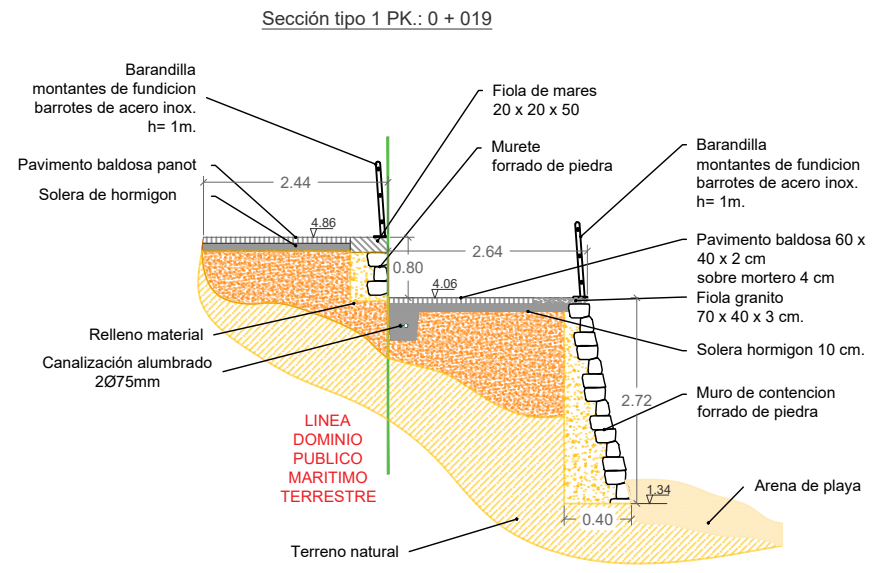 Sección tipo 1 PK.: 0 + 019
Barandilla
montantes de fundicion
barrotes de acero inox.
h= 1m.
Pavimento baldosa panot
Solera de hormigon
Fiola de mares
20 x 20 x 50
Murete
forrado de piedra
Barandilla
montantes de fundicion
barrotes de acero inox.
h= 1m.
Pavimento baldosa 60 x
40 x 2 cm
sobre mortero 4 cm
Fiola granito
70 x 40 x 3 cm.
Solera hormigon 10 cm.
Muro de contencion
forrado de piedra
Arena de playa
2.44
4.86
2.64
0.80
4.06
2.72
1.34
0.40
Relleno material
Canalización alumbrado
2Ø75mm
LINEA
DOMINIO
PUBLICO
MARITIMO
TERRESTRE
Terreno natural